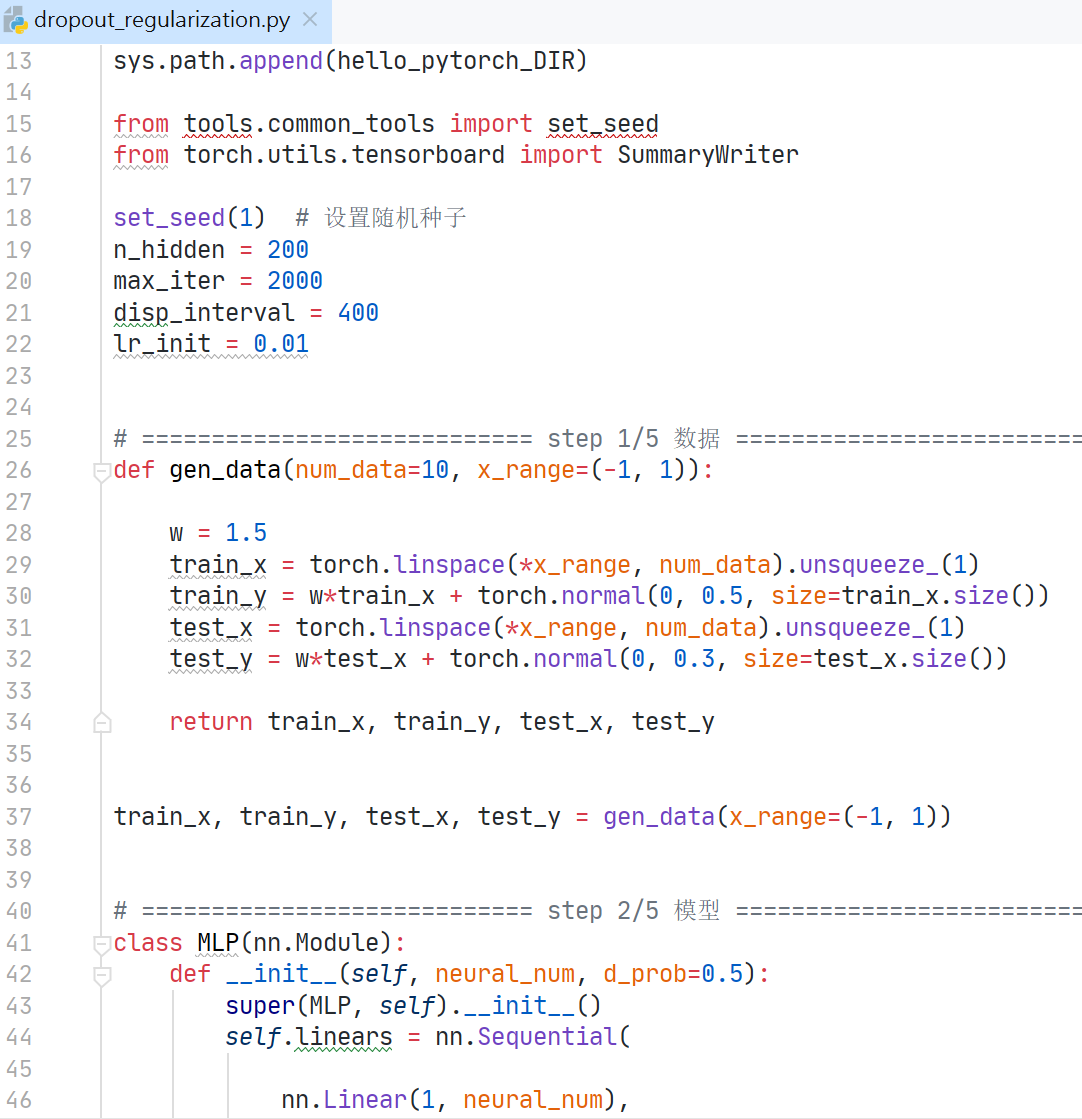 dropout_regularization.py
13 sys.path.append(hello_pytorch_DIR)
14
15 from tools.common_tools import set_seed
16 from torch.utils.tensorboard import SummaryWriter
17
18 set_seed(1)  # 设置随机种子
19 n_hidden = 200
20 max_iter = 2000
21 disp_interval = 400
22 lr_init = 0.01
23
24
25 # ============================ step 1/5 数据 =========================
26 def gen_data(num_data=10, x_range=(-1, 1)):
27
28     w = 1.5
29     train_x = torch.linspace(*x_range, num_data).unsqueeze_(1)
30     train_y = w*train_x + torch.normal(0, 0.5, size=train_x.size())
31     test_x = torch.linspace(*x_range, num_data).unsqueeze_(1)
32     test_y = w*test_x + torch.normal(0, 0.3, size=test_x.size())
33
34     return train_x, train_y, test_x, test_y
35
36
37 train_x, train_y, test_x, test_y = gen_data(x_range=(-1, 1))
38
39
40 # ============================ step 2/5 模型 =========================
41 class MLP(nn.Module):
42     def __init__(self, neural_num, d_prob=0.5):
43         super(MLP, self).__init__()
44         self.linears = nn.Sequential(
45
46             nn.Linear(1, neural_num),